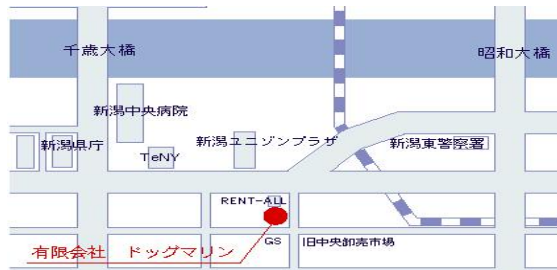 千歳大橋
昭和大橋
新潟中央病院
新潟県庁
TeNY
新潟ユニゾンプラザ
新潟東警察署
RENT-ALL
GS
旧中央卸売市場
有限会社 ドッグマリン